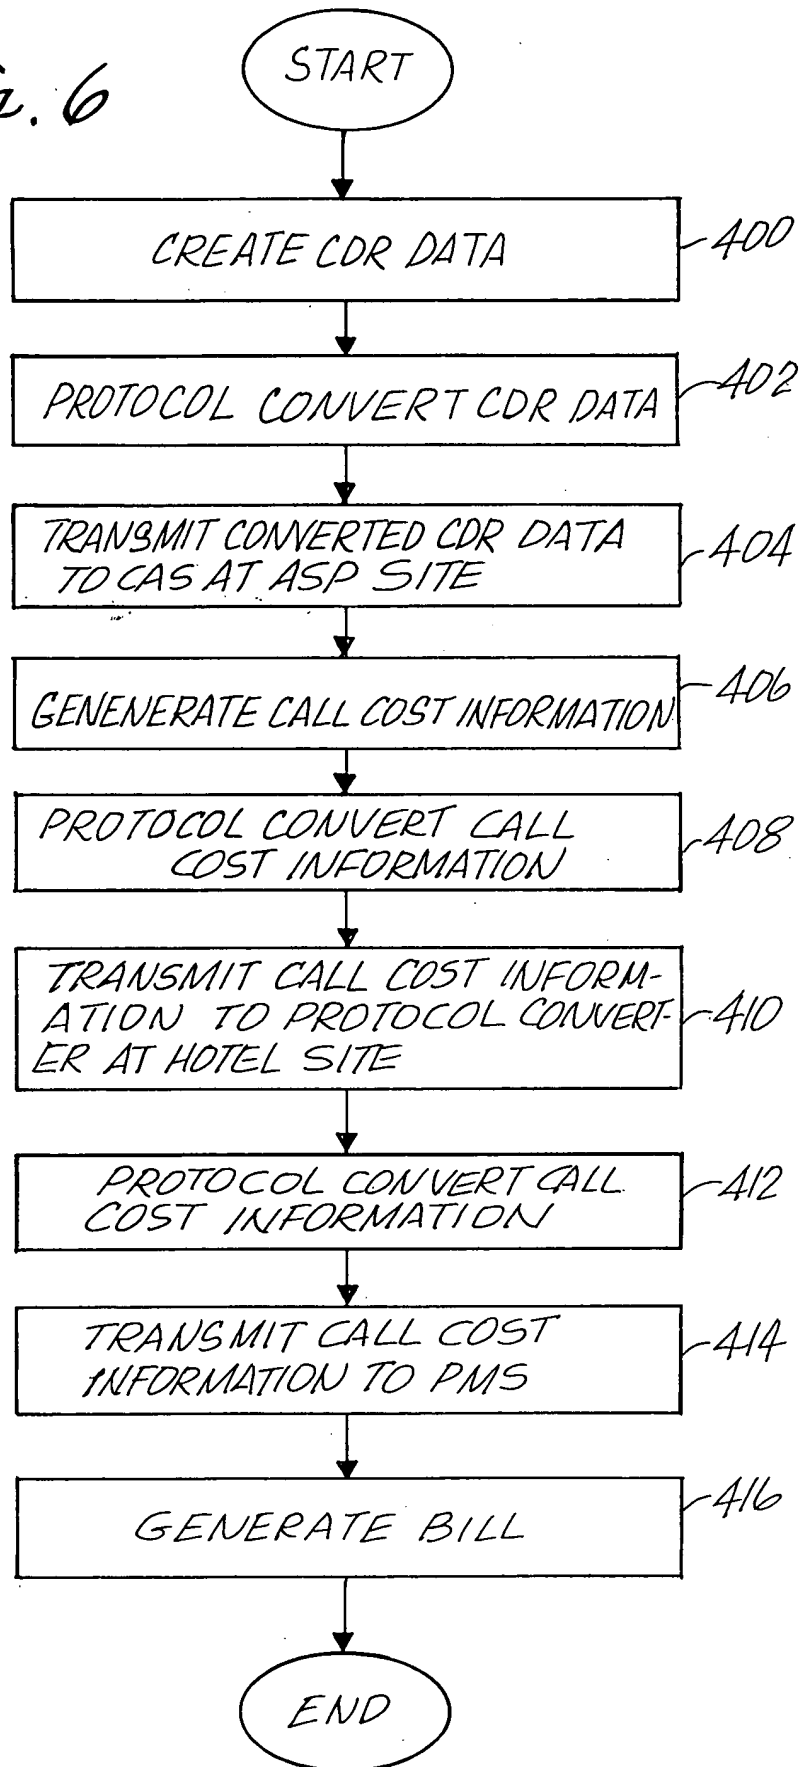 . 6
START
CREATE CDR DATA
400
PROTOCOL CONVERT CDR DATA
402
TRANSMIT CONVERTED CDR DATA
TO CAS AT ASP SITE
404
GENENERATE CALL COST INFORMATION
406
PROTOCOL CONVERT CALL
COST INFORMATION
408
TRANSMIT CALL COST INFORM-
ATION TO PROTOCOL CONVERT-
ER AT HOTEL SITE
410
PROTOCOL CONVERT CALL
COST INFORMATION
412
TRANSMIT CALL COST
INFORMATION TO PMS
414
GENERATE BILL
416
END